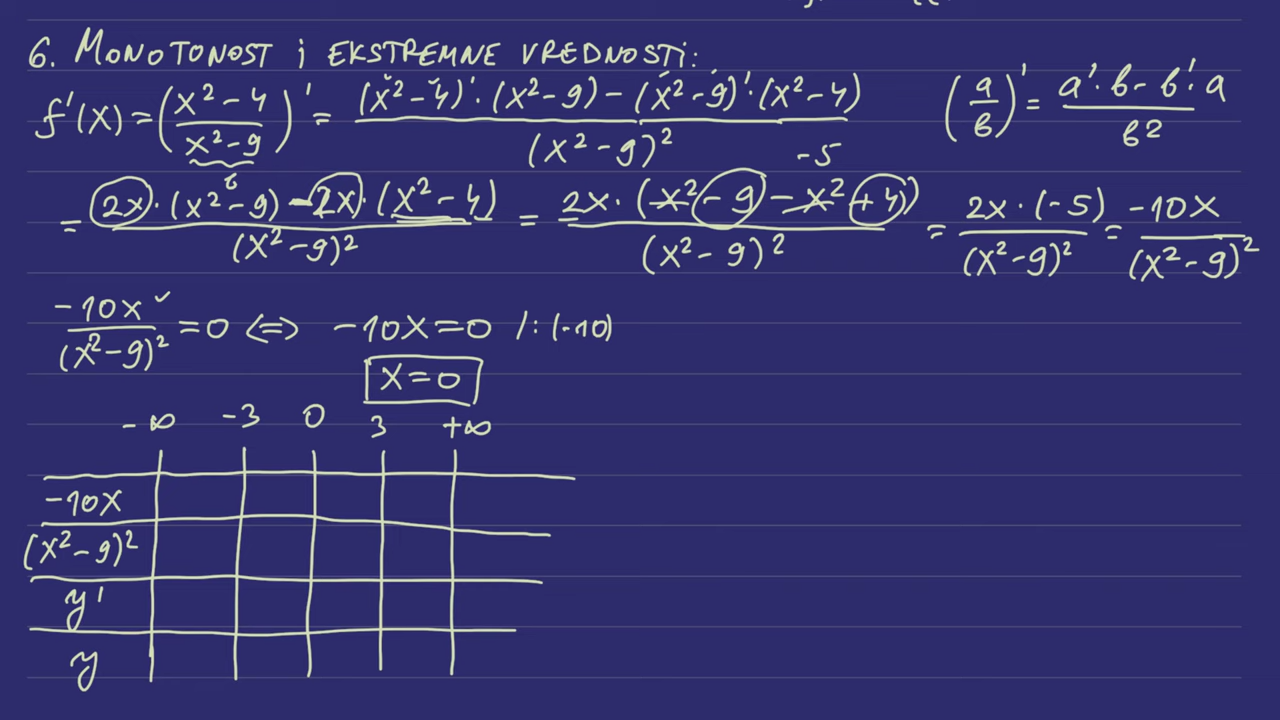 6. MONOTONOST i EKSTREMNE VREDNOSTi:
f'(x) = (x² - 4 / x² - 9)' = (x² - 4)' · (x² - 9) - (x² - 9)' · (x² - 4) / (x² - 9)²
(a / b)' = a' · b - b' · a / b²
-5
= 2x · (x² - 9) - 2x · (x² - 4) / (x² - 9)² = 2x · (x² - 9 - x² + 4) / (x² - 9)² = 2x · (-5) / (x² - 9)² = -10x / (x² - 9)²
-10x / (x² - 9)² = 0 <=> -10x = 0 /: (-10)
x = 0
-∞ -3 0 3 +∞
-10x
(x² - 9)²
y'
y